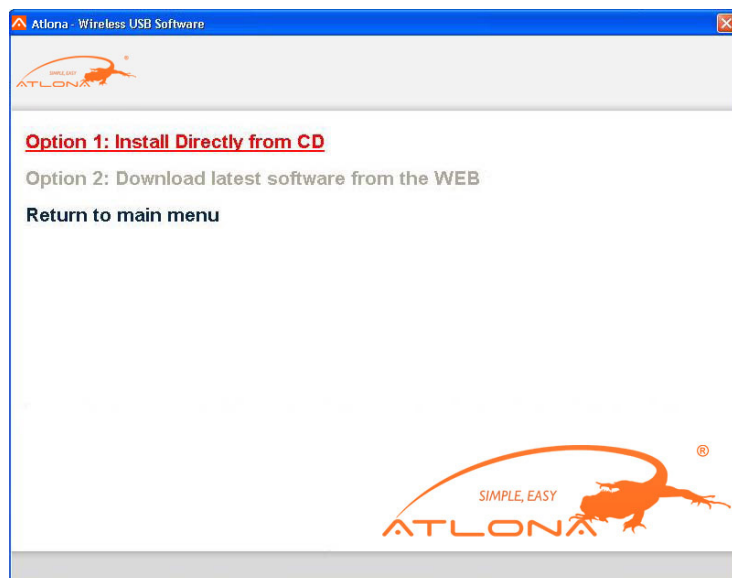 Atlona - Wireless USB Software
SIMPLE, EASY
ATLONA
®
Option 1: Install Directly from CD
Option 2: Download latest software from the WEB
Return to main menu
®
SIMPLE, EASY
ATLONA